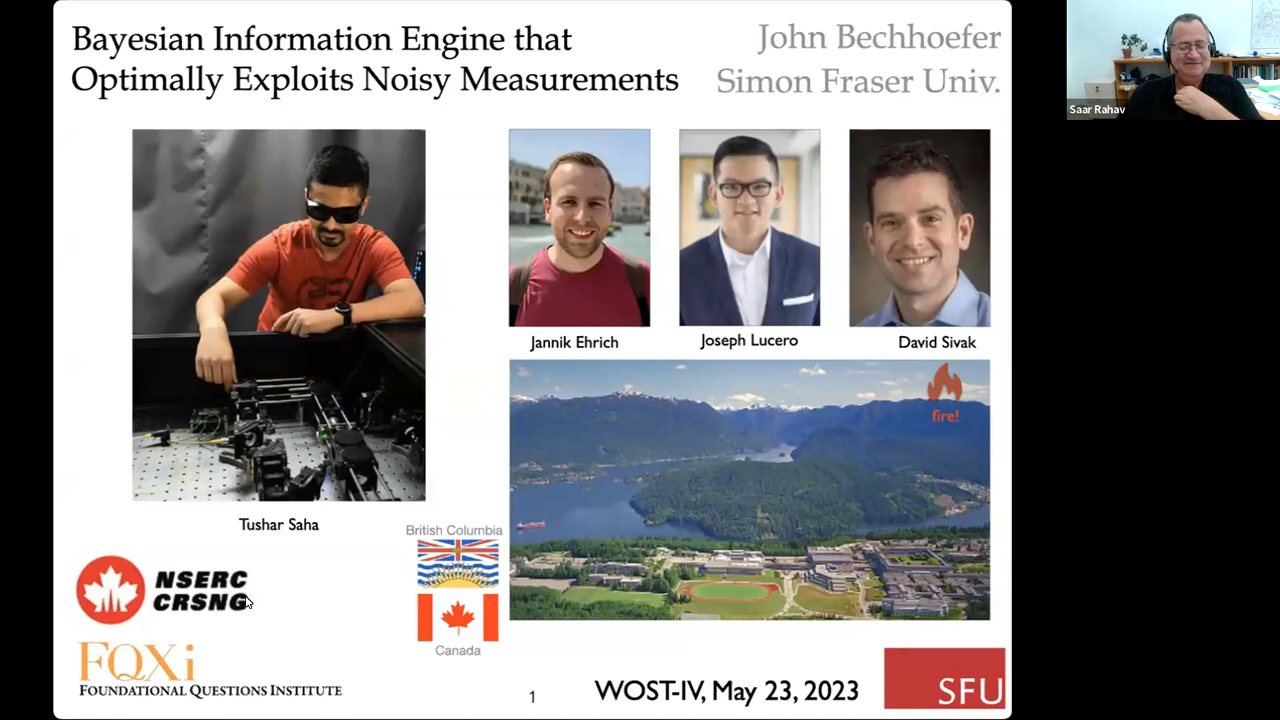 Bayesian Information Engine that
Optimally Exploits Noisy Measurements
John Bechhoefer
Simon Fraser Univ.
Saar Rahav
Jannik Ehrich
Joseph Lucero
David Sivak
fire!
Tushar Saha
British Columbia
Canada
NSERC
CRSNG
FQXi
FOUNDATIONAL QUESTIONS INSTITUTE
1
WOST-IV, May 23, 2023
SFU